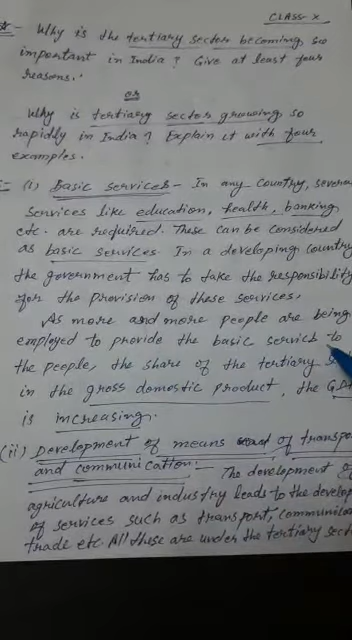 CLASS-X
Why is the tertiary sector becoming so
important in India? Give at least four
reasons.
or
Why is tertiary sector growing so
rapidly in India? Explain it with four
examples.
(i) Basic services - In any country, several
services like education, health, banking
etc. are required. These can be considered
as basic services. In a developing country
the government has to take the responsibility
for the provision of these services.
As more and more people are being
employed to provide the basic services to
the people, the share of the tertiary
in the gross domestic product, the GDP
is increasing.
(ii) Development of means of transport
and communication:- The development of
agriculture and industry leads to the develop
of services such as transport, communica
trade etc. All these are under the tertiary sect